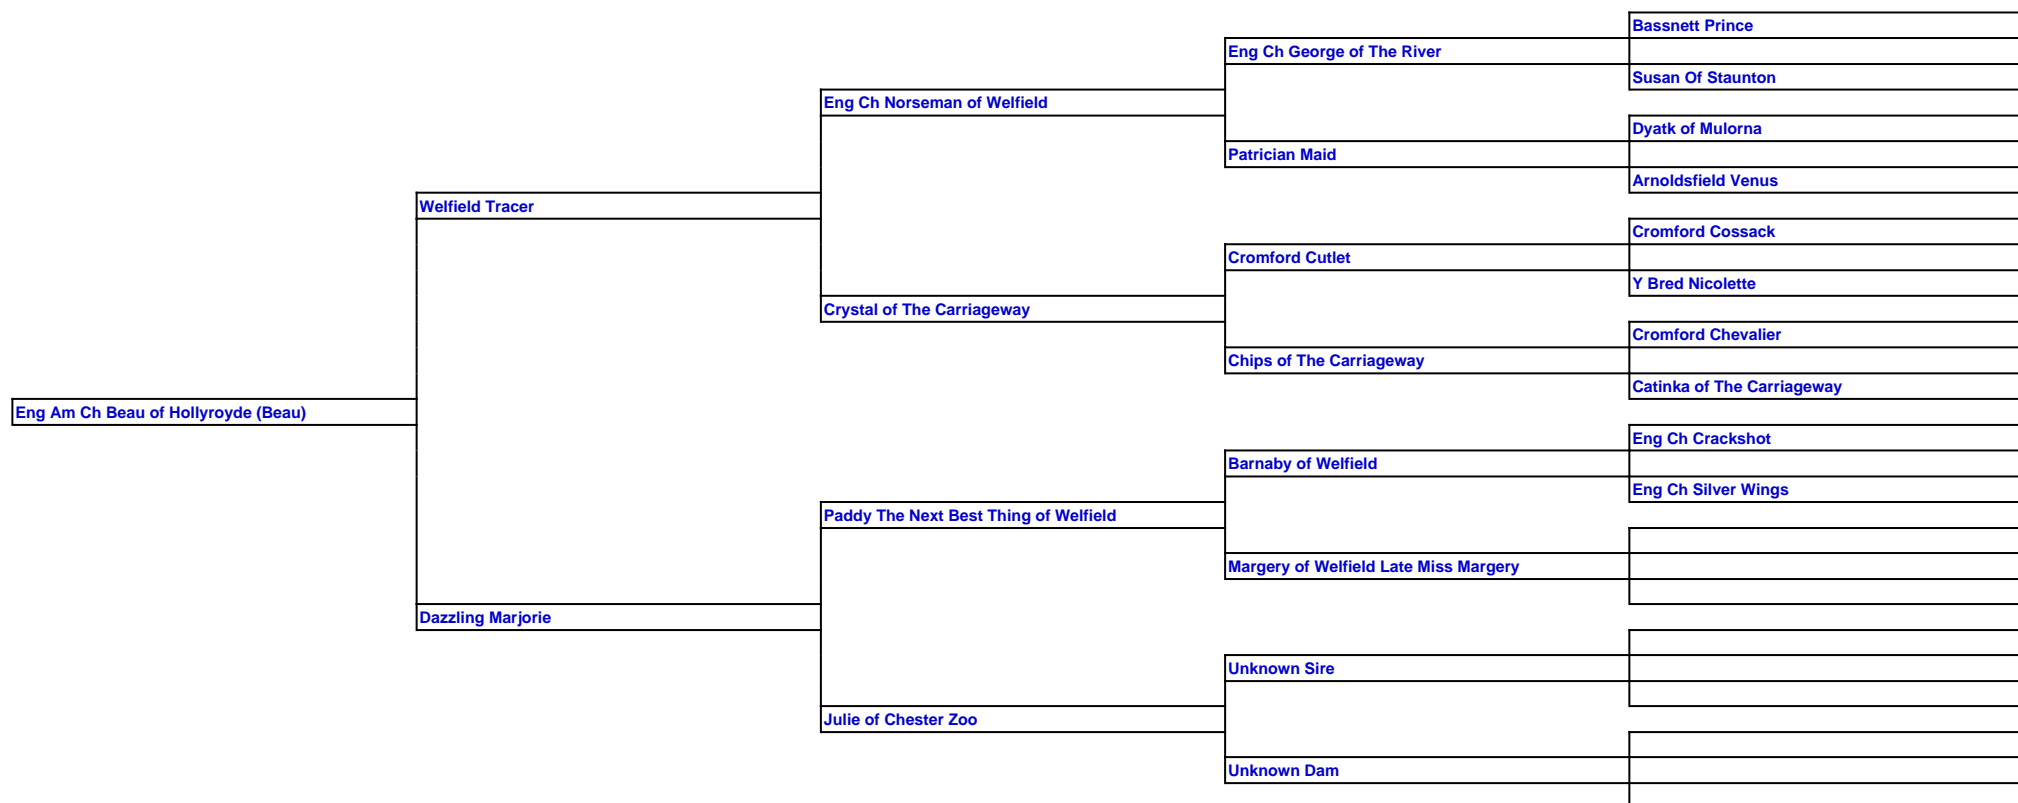 Bassnett Prince
Eng Ch George of The River
Susan Of Staunton
Eng Ch Norseman of Welfield
Dyatk of Mulorna
Patrician Maid
Arnoldsfield Venus
Welfield Tracer
Cromford Cossack
Cromford Cutlet
Y Bred Nicolette
Crystal of The Carriageway
Cromford Chevalier
Chips of The Carriageway
Catinka of The Carriageway
Eng Am Ch Beau of Hollyroyde (Beau)
Eng Ch Crackshot
Barnaby of Welfield
Eng Ch Silver Wings
Paddy The Next Best Thing of Welfield
Margery of Welfield Late Miss Margery
Dazzling Marjorie
Unknown Sire
Julie of Chester Zoo
Unknown Dam